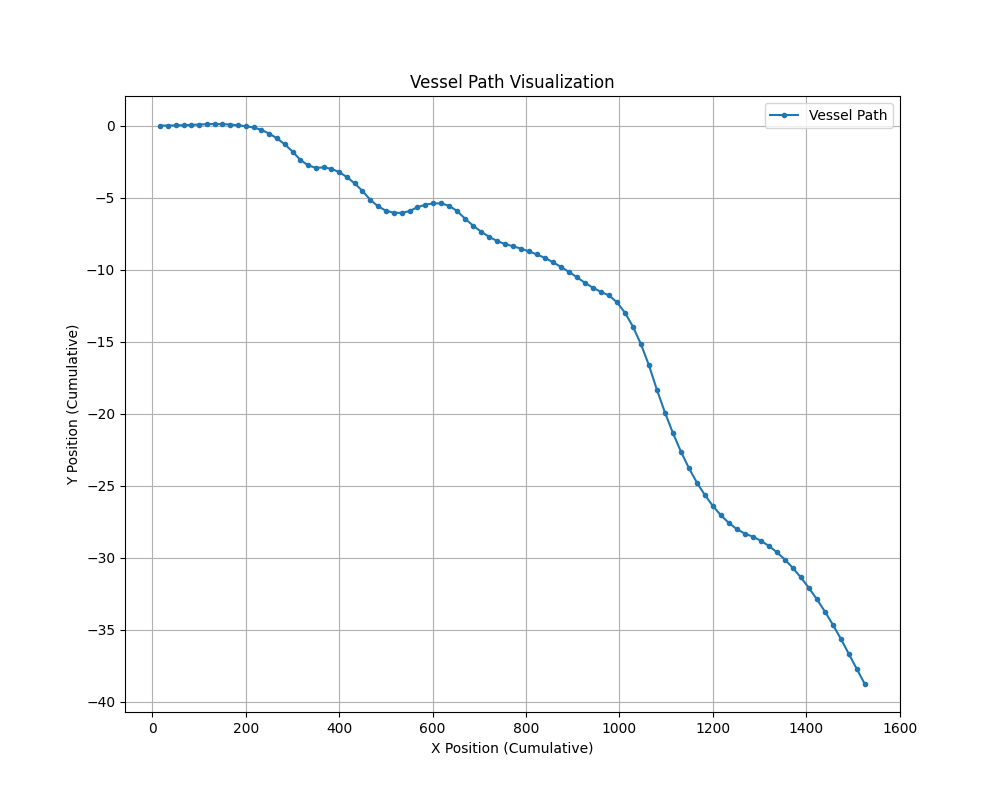 Vessel Path Visualization
Vessel Path
0
−5
−10
−15
−20
−25
−30
−35
−40
Y Position (Cumulative)
0 200 400 600 800 1000 1200 1400 1600
X Position (Cumulative)